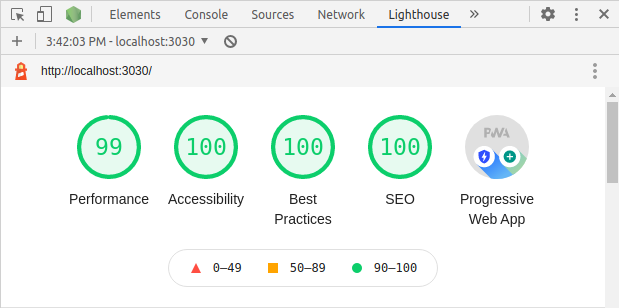 Elements Console Sources Network Lighthouse »
+ 3:42:03 PM - localhost:3030
http://localhost:3030/
99 100 100 100 PWA
Performance Accessibility Best Practices SEO Progressive Web App
0–49 50–89 90–100